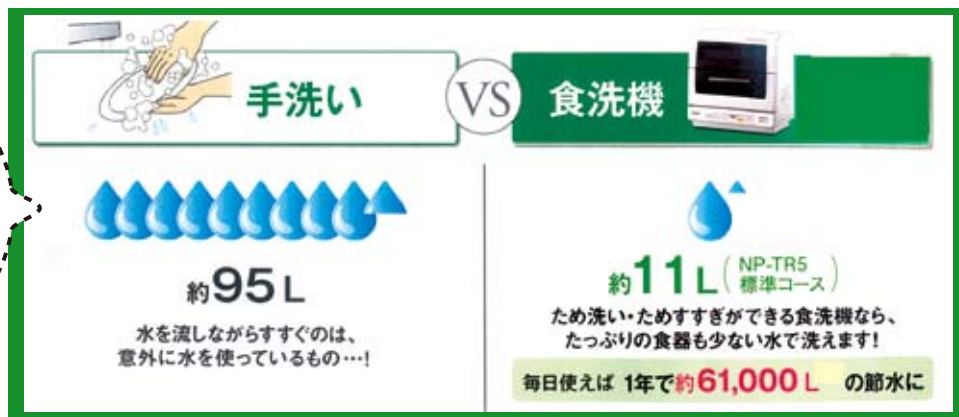 手洗い
VS
食洗機
約95L
水を流しながらすすぐのは、
意外に水を使っているもの…!
約11L(NP-TR5
標準コース)
ため洗い・ためすすぎができる食洗機なら、
たっぷりの食器も少ない水で洗えます!
毎日使えば 1年で約61,000L の節水に